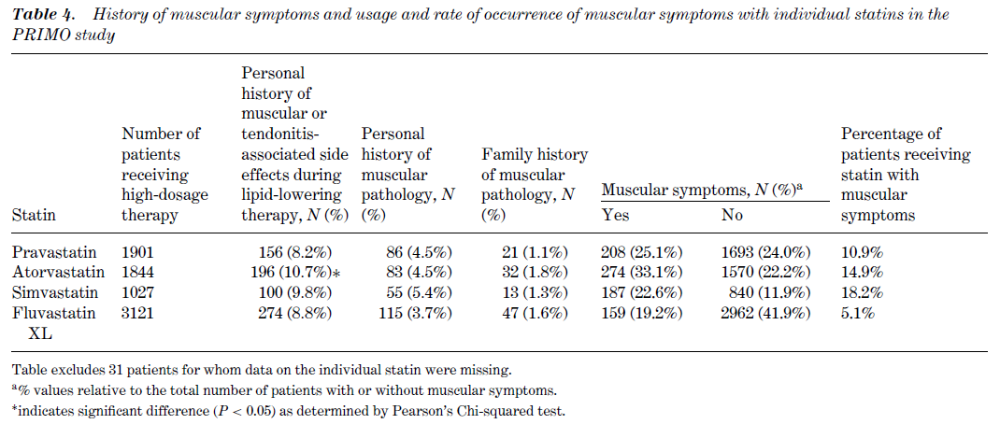 Table 4. History of muscular symptoms and usage and rate of occurrence of muscular symptoms with individual statins in the
PRIMO study
Personal
history of
muscular or
Number of tendonitis- Personal Percentage of
patients associated side history of Family history patients receiving
receiving effects during muscular of muscular statin with
high-dosage lipid-lowering pathology, N pathology, N Muscular symptoms, N (%)a muscular
Statin therapy therapy, N (%) (%) (%) Yes No symptoms
Pravastatin 1901 156 (8.2%) 86 (4.5%) 21 (1.1%) 208 (25.1%) 1693 (24.0%) 10.9%
Atorvastatin 1844 196 (10.7%)* 83 (4.5%) 32 (1.8%) 274 (33.1%) 1570 (22.2%) 14.9%
Simvastatin 1027 100 (9.8%) 55 (5.4%) 13 (1.3%) 187 (22.6%) 840 (11.9%) 18.2%
Fluvastatin 3121 274 (8.8%) 115 (3.7%) 47 (1.6%) 159 (19.2%) 2962 (41.9%) 5.1%
XL
Table excludes 31 patients for whom data on the individual statin were missing.
a% values relative to the total number of patients with or without muscular symptoms.
*indicates significant difference (P < 0.05) as determined by Pearson's Chi-squared test.